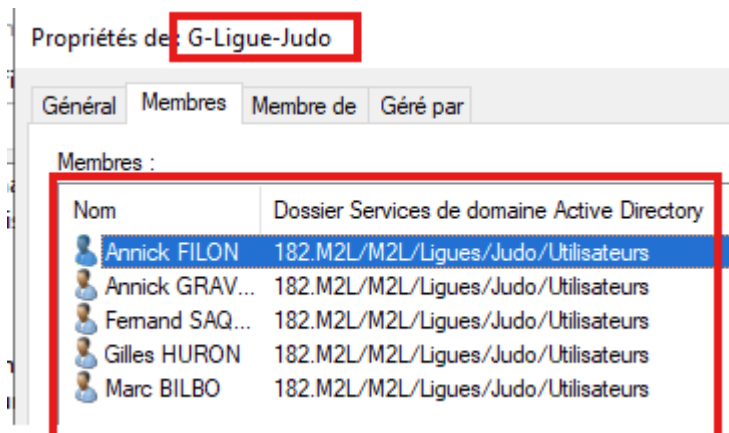 Propriétés de : G-Ligue-Judo
Général Membres Membre de Géré par
Membres :
Nom Dossier Services de domaine Active Directory
Annick FILON 182.M2L/M2L/Ligues/Judo/Utilisateurs
Annick GRAV... 182.M2L/M2L/Ligues/Judo/Utilisateurs
Fernand SAQ... 182.M2L/M2L/Ligues/Judo/Utilisateurs
Gilles HURON 182.M2L/M2L/Ligues/Judo/Utilisateurs
Marc BILBO 182.M2L/M2L/Ligues/Judo/Utilisateurs